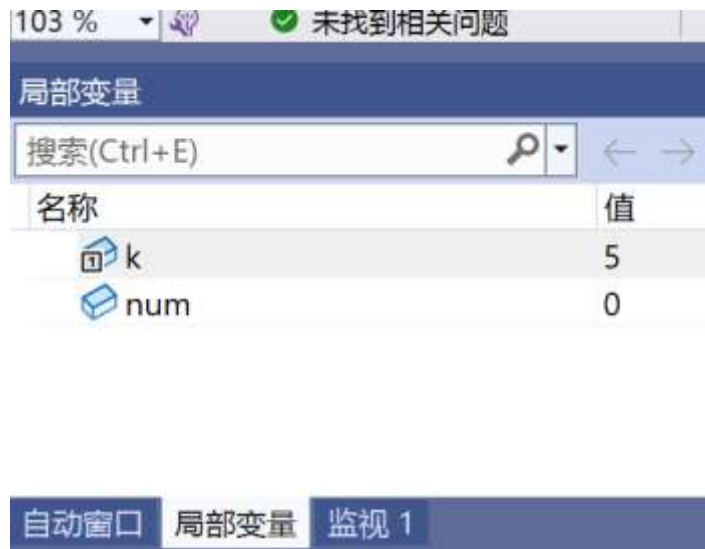 103 % 未找到相关问题
局部变量
搜索(Ctrl+E)
名称 值
1 k 5
num 0
自动窗口 局部变量 监视 1